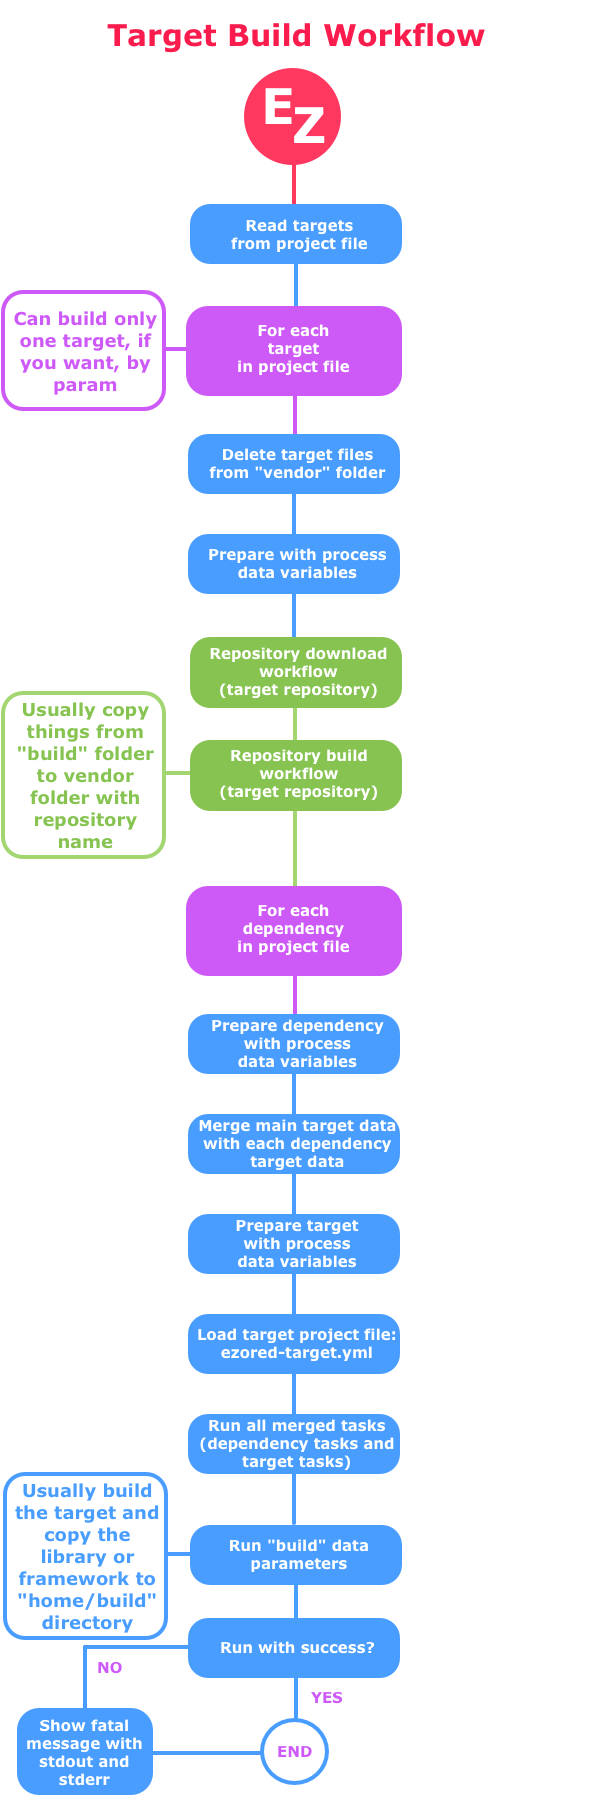 Target Build Workflow
E
Z
Read targets
from project file
Can build only
one target, if
you want, by
param
For each
target
in project file
Delete target files
from "vendor" folder
Prepare with process
data variables
Repository download
workflow
(target repository)
Usually copy
things from
"build" folder
to vendor
folder with
repository
name
Repository build
workflow
(target repository)
For each
dependency
in project file
Prepare dependency
with process
data variables
Merge main target data
with each dependency
target data
Prepare target
with process
data variables
Load target project file:
ezored-target.yml
Run all merged tasks
(dependency tasks and
target tasks)
Usually build
the target and
copy the
library or
framework to
"home/build"
directory
Run "build" data
parameters
Run with success?
NO
YES
Show fatal
message with
stdout and
stderr
END